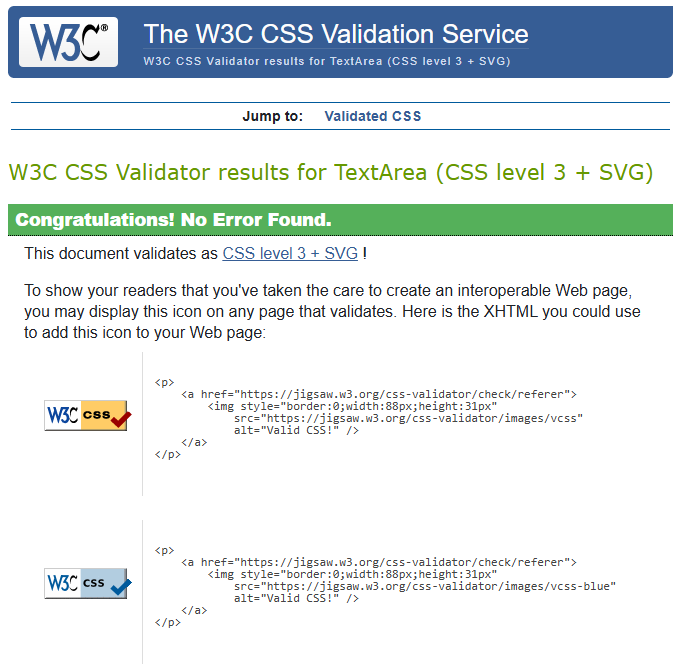 W3C® The W3C CSS Validation Service
W3C CSS Validator results for TextArea (CSS level 3 + SVG)
Jump to: Validated CSS
W3C CSS Validator results for TextArea (CSS level 3 + SVG)
Congratulations! No Error Found.
This document validates as CSS level 3 + SVG !
To show your readers that you've taken the care to create an interoperable Web page,
you may display this icon on any page that validates. Here is the XHTML you could use
to add this icon to your Web page:
W3C css
<p>
    <a href="https://jigsaw.w3.org/css-validator/check/referer">
        <img style="border:0;width:88px;height:31px"
            src="https://jigsaw.w3.org/css-validator/images/vcss"
            alt="Valid CSS!" />
    </a>
</p>
W3C css
<p>
    <a href="https://jigsaw.w3.org/css-validator/check/referer">
        <img style="border:0;width:88px;height:31px"
            src="https://jigsaw.w3.org/css-validator/images/vcss-blue"
            alt="Valid CSS!" />
    </a>
</p>